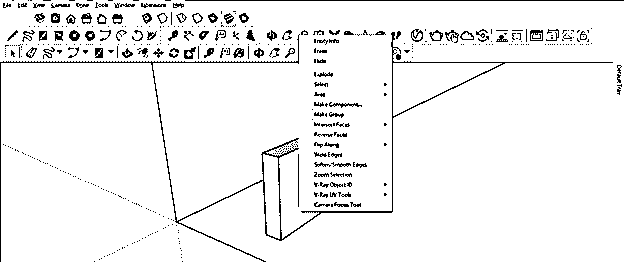 File Edit View Camera Draw Tools Window Extensions Help
Entity Info
Erase
Hide
Explode
Select
Area
Make Component...
Make Group
Intersect Faces
Reverse Faces
Flip Along
Weld Edges
Soften/Smooth Edges
Zoom Selection
V-Ray Object ID
V-Ray UV Tools
Camera Focus Tool
Default Tray